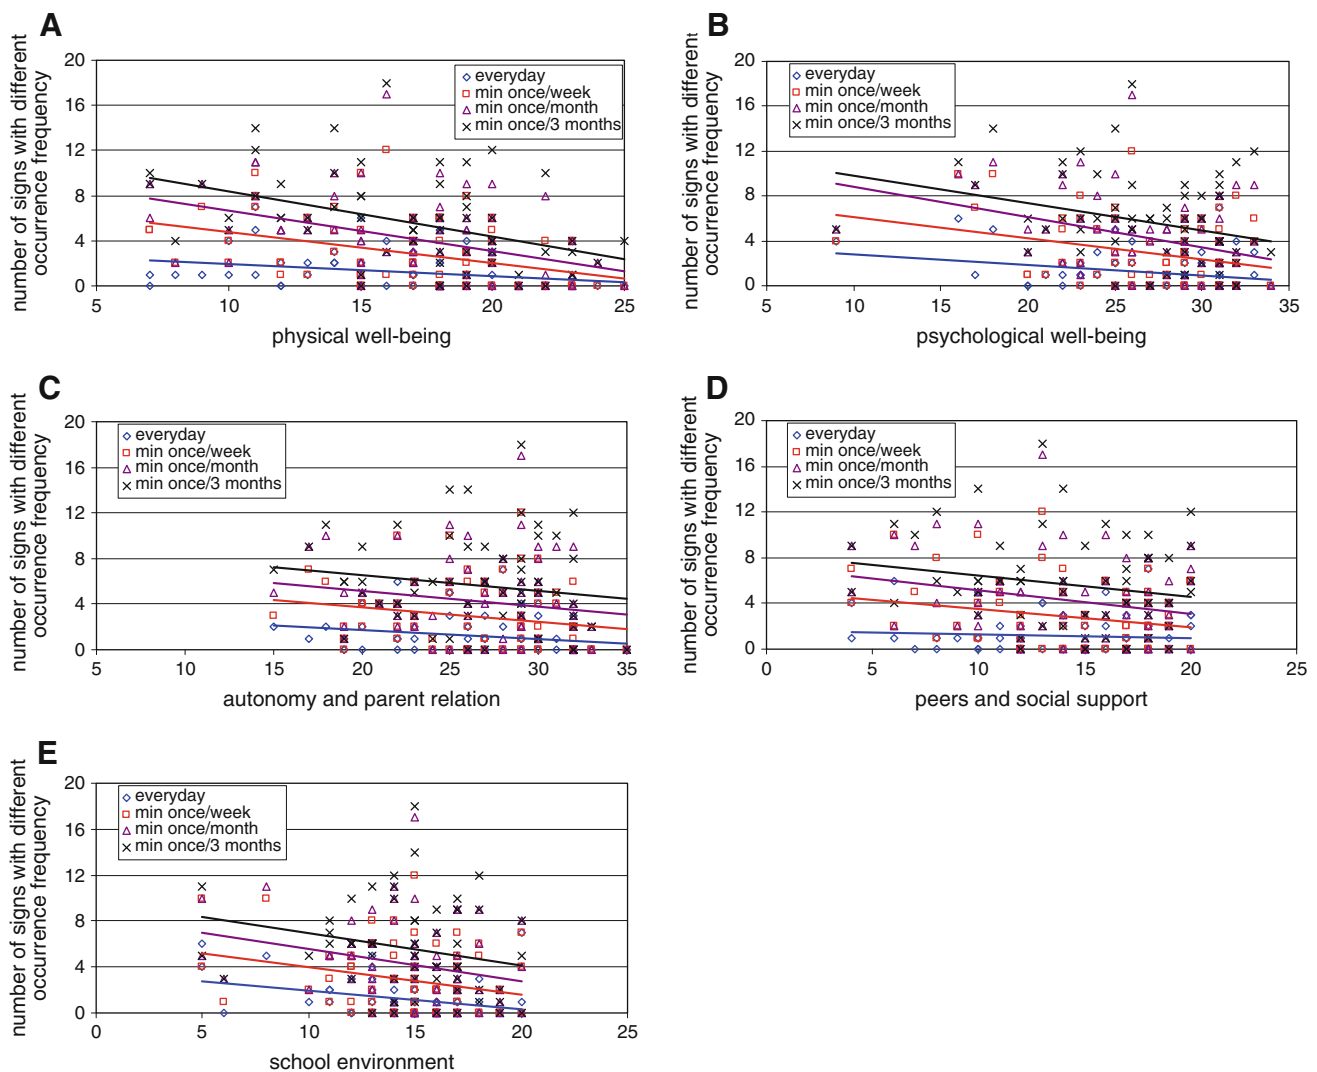 A
number of signs with different
occurrence frequency
20
16
12
8
4
0
everyday
min once/week
min once/month
min once/3 months
5
10
15
20
25
physical well-being
B
number of signs with different
occurrence frequency
20
16
12
8
4
0
everyday
min once/week
min once/month
min once/3 months
5
10
15
20
25
30
35
psychological well-being
C
number of signs with different
occurrence frequency
20
16
12
8
4
0
everyday
min once/week
min once/month
min once/3 months
5
10
15
20
25
30
35
autonomy and parent relation
D
number of signs with different
occurrence frequency
20
16
12
8
4
0
everyday
min once/week
min once/month
min once/3 months
0
5
10
15
20
25
peers and social support
E
number of signs with different
occurrence frequency
20
16
12
8
4
0
everyday
min once/week
min once/month
min once/3 months
0
5
10
15
20
25
school environment